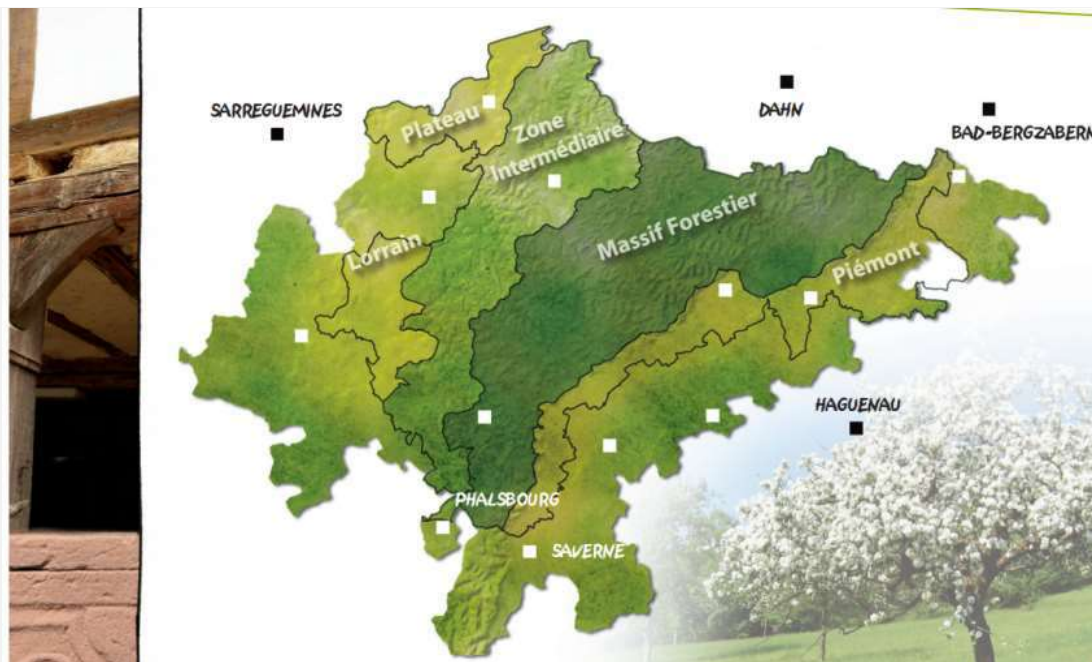 SARREGUEMINES
DAHN
BAD-BERGZABERN
Plateau
Lorrain
Zone
Intermédiaire
Massif Forestier
Piémont
HAGUENAU
PHALSBOURG
SAVERNE